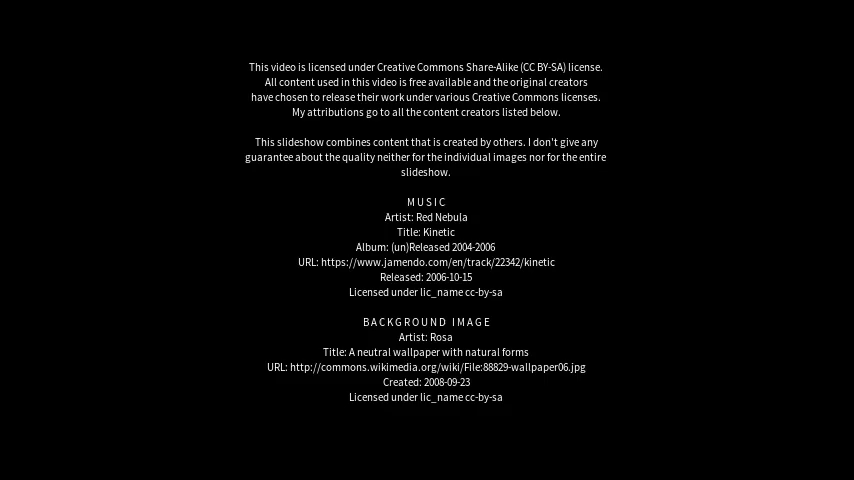 This video is licensed under Creative Commons Share-Alike (CC BY-SA) license.
All content used in this video is free available and the original creators
have chosen to release their work under various Creative Commons licenses.
My attributions go to all the content creators listed below.
This slideshow combines content that is created by others. I don't give any
guarantee about the quality neither for the individual images nor for the entire
slideshow.
MUSIC
Artist: Red Nebula
Title: Kinetic
Album: (un)Released 2004-2006
URL: https://www.jamendo.com/en/track/22342/kinetic
Released: 2006-10-15
Licensed under lic_name cc-by-sa
BACKGROUND IMAGE
Artist: Rosa
Title: A neutral wallpaper with natural forms
URL: http://commons.wikimedia.org/wiki/File:88829-wallpaper06.jpg
Created: 2008-09-23
Licensed under lic_name cc-by-sa